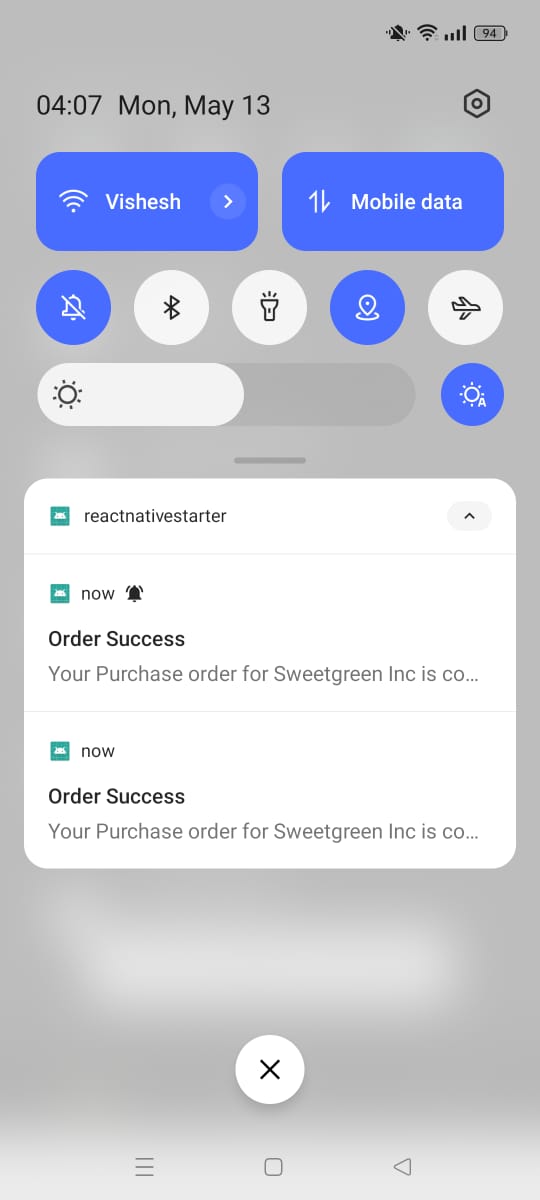 94
04:07 Mon, May 13
Vishesh
Mobile data
A
reactnativestarter
now
Order Success
Your Purchase order for Sweetgreen Inc is co...
now
Order Success
Your Purchase order for Sweetgreen Inc is co...